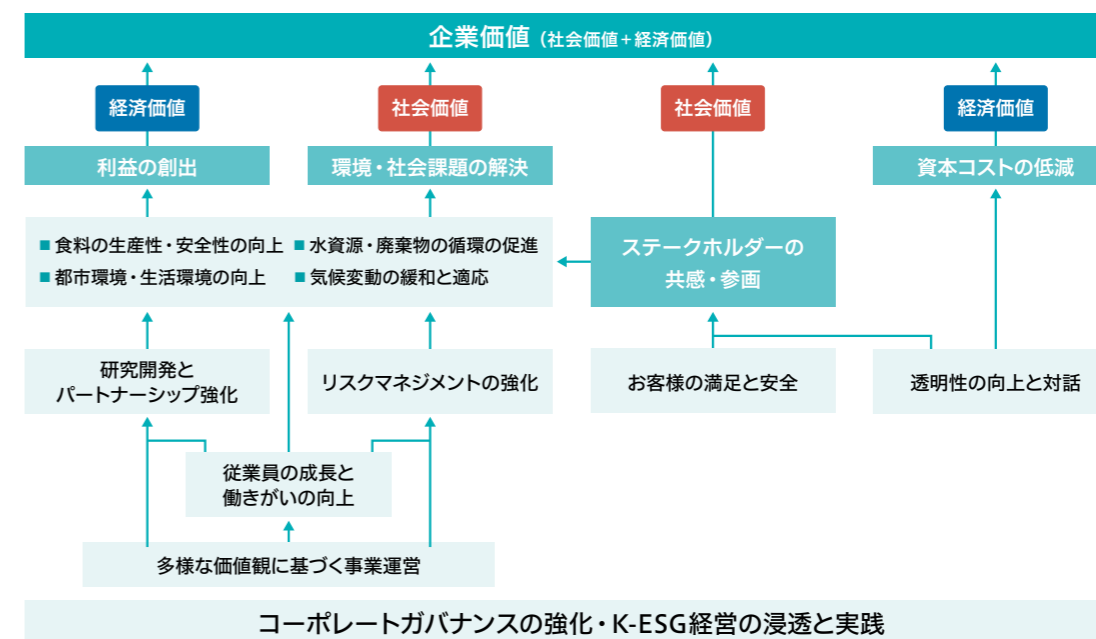 企業価値（社会価値＋経済価値）
経済価値
社会価値
社会価値
経済価値
利益の創出
環境・社会課題の解決
資本コストの低減
■ 食料の生産性・安全性の向上
■ 水資源・廃棄物の循環の促進
■ 都市環境・生活環境の向上
■ 気候変動の緩和と適応
ステークホルダーの
共感・参画
研究開発と
パートナーシップ強化
リスクマネジメントの強化
お客様の満足と安全
透明性の向上と対話
従業員の成長と
働きがいの向上
多様な価値観に基づく事業運営
コーポレートガバナンスの強化・K-ESG経営の浸透と実践